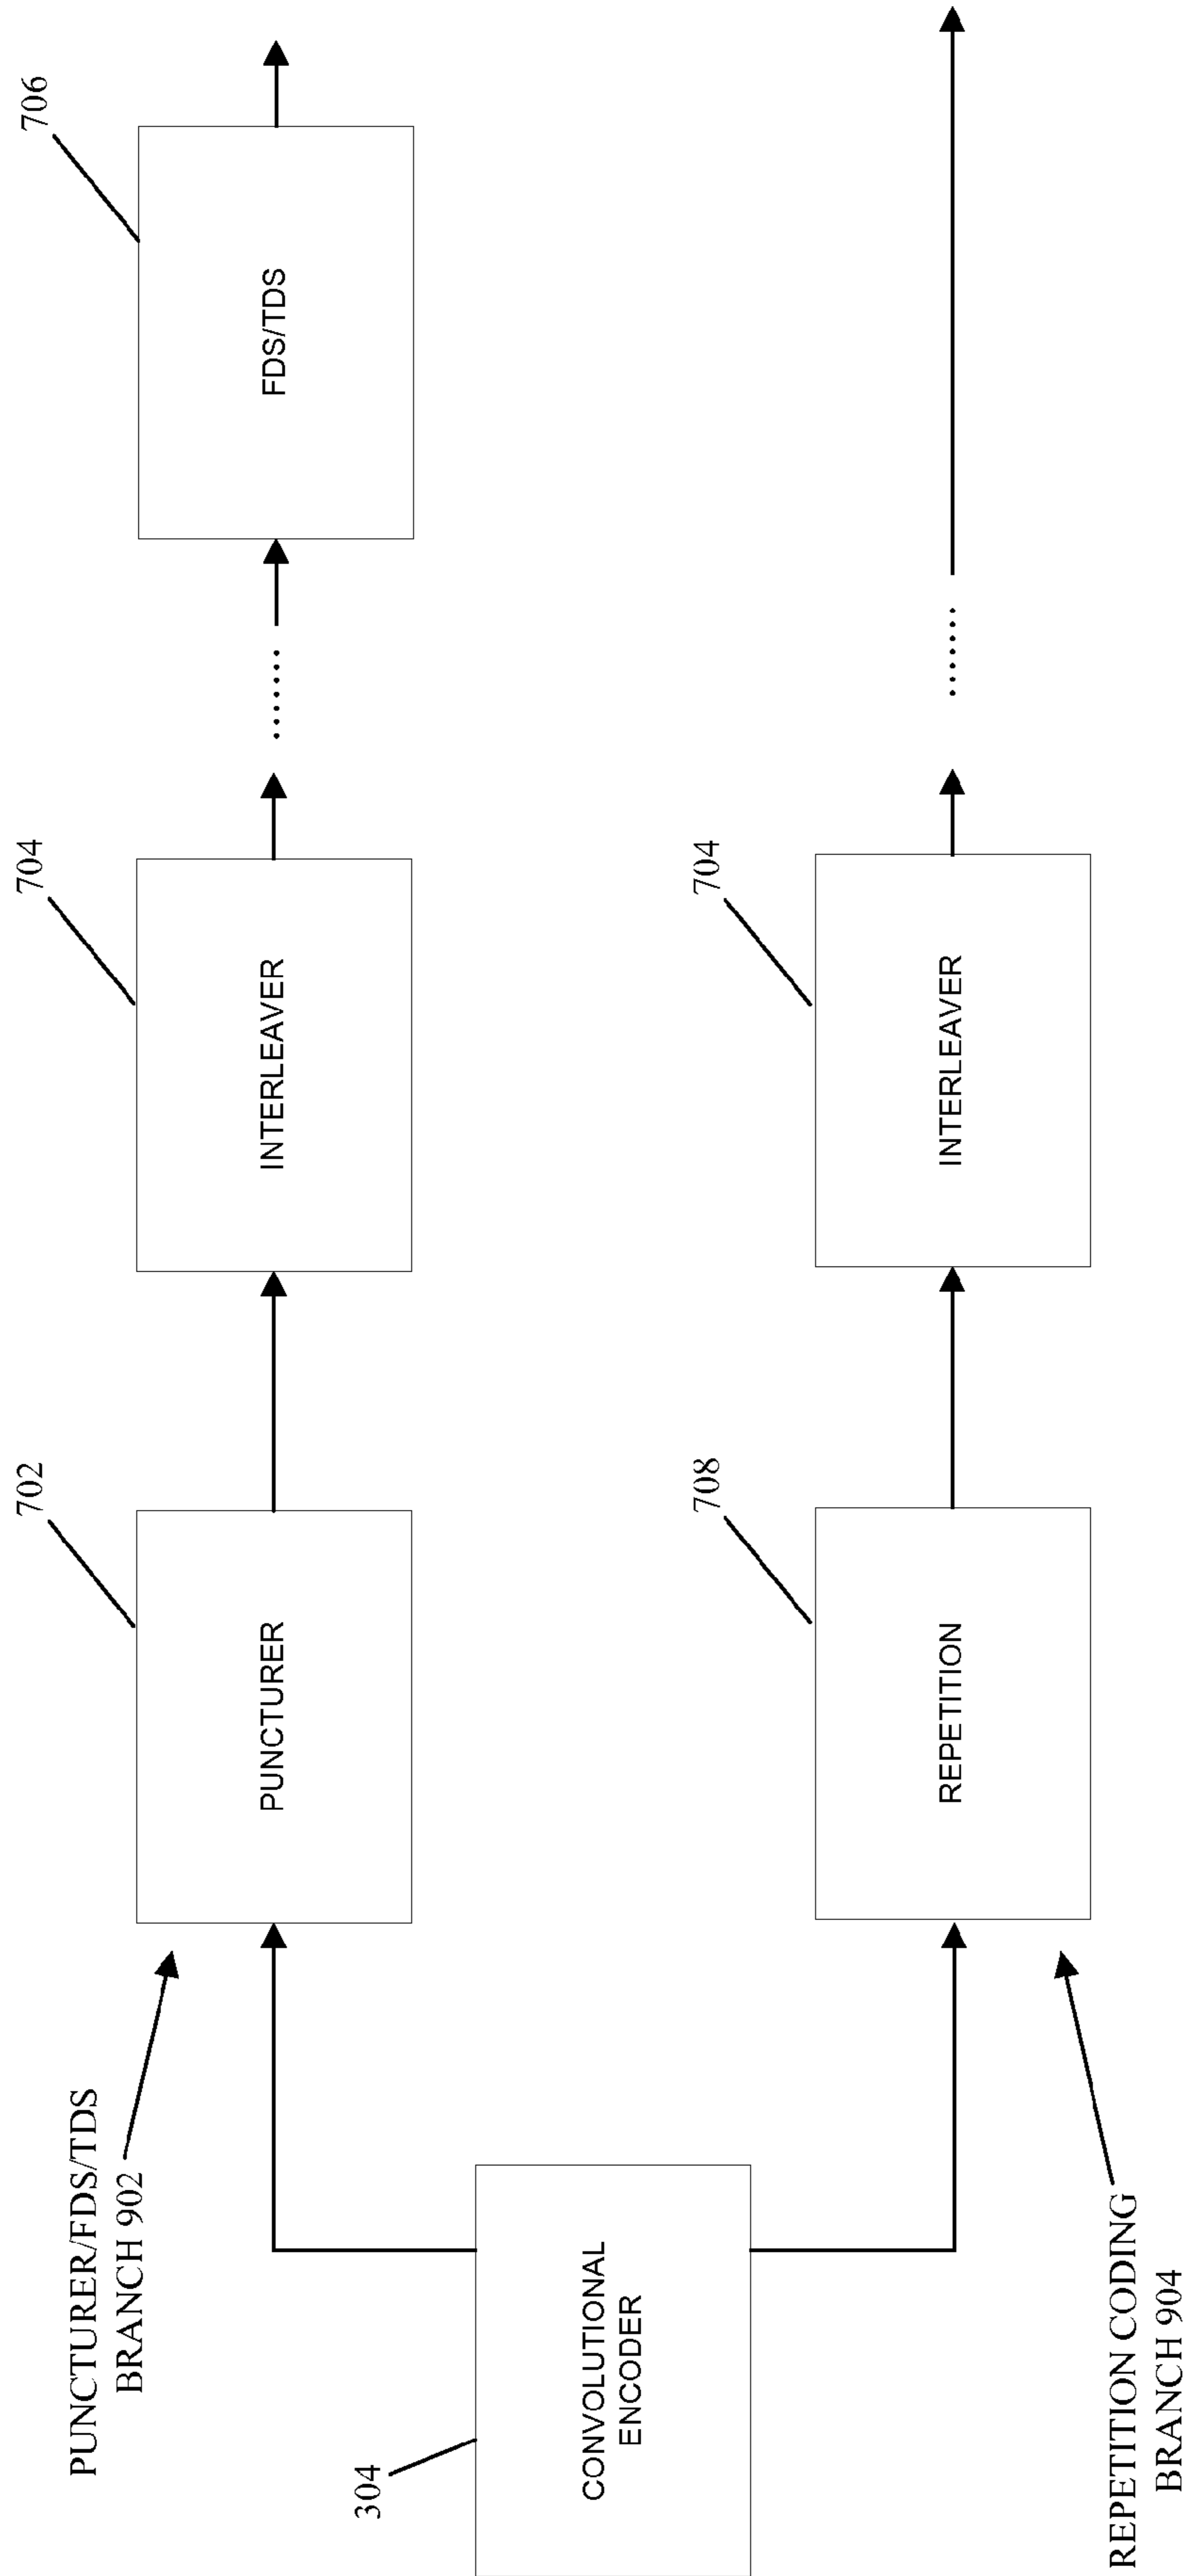 PUNCTURER/FDS/TDS
BRANCH 902
702
704
706
PUNCTURER
INTERLEAVER
......
FDS/TDS
304
CONVOLUTIONAL
ENCODER
708
704
REPETITION
INTERLEAVER
......
REPETITION CODING
BRANCH 904